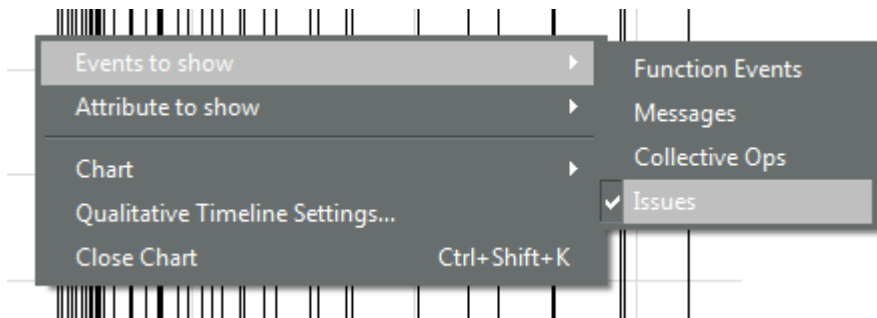 Events to show
Attribute to show
Chart
Qualitative Timeline Settings...
Close Chart Ctrl+Shift+K
Function Events
Messages
Collective Ops
Issues